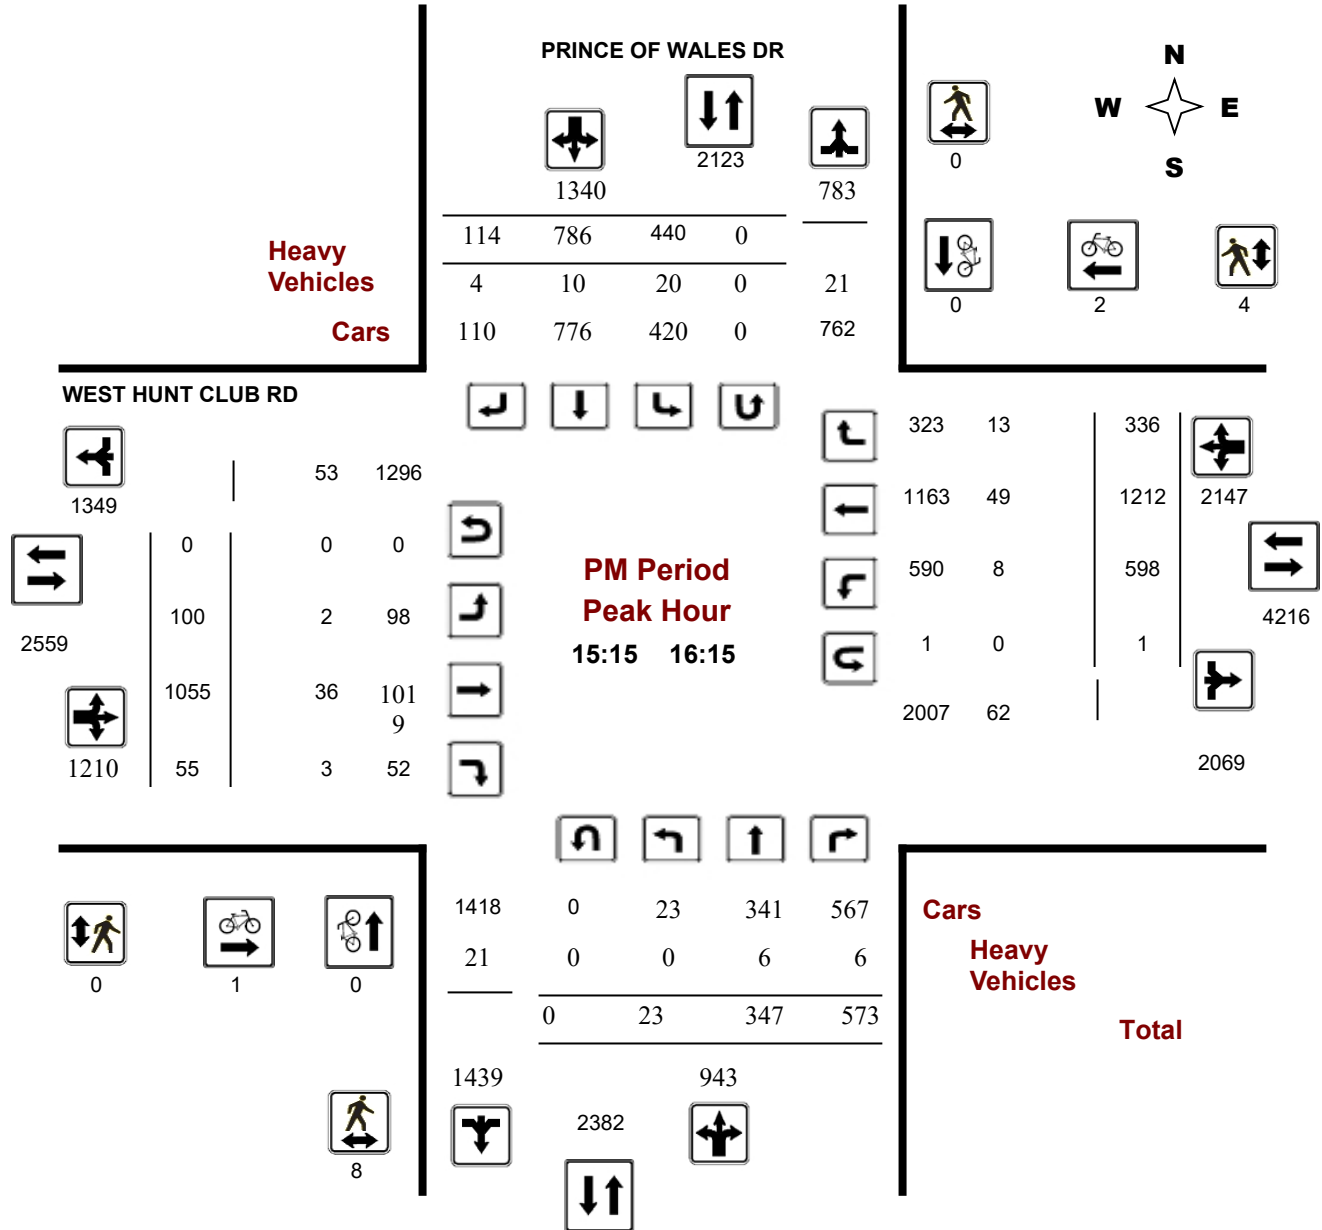 PRINCE OF WALES DR
N
W E
S
2123
0
1340 783
114 786 440 0
Heavy
Vehicles
4 10 20 0 21
0 2 4
Cars
110 776 420 0 762
WEST HUNT CLUB RD
323 13 336
53 1296
1349
1163 49 1212 2147
0 0 0
PM Period
590 8 598
Peak Hour
100 2 98
4216
2559
15:15 16:15
1 0 1
1055 36 101
9
2007 62
1210 55 3 52
2069
1418 0 23 341 567
Cars
21 0 0 6 6
Heavy
Vehicles
0 1 0
0 23 347 573
Total
1439 943
2382
8